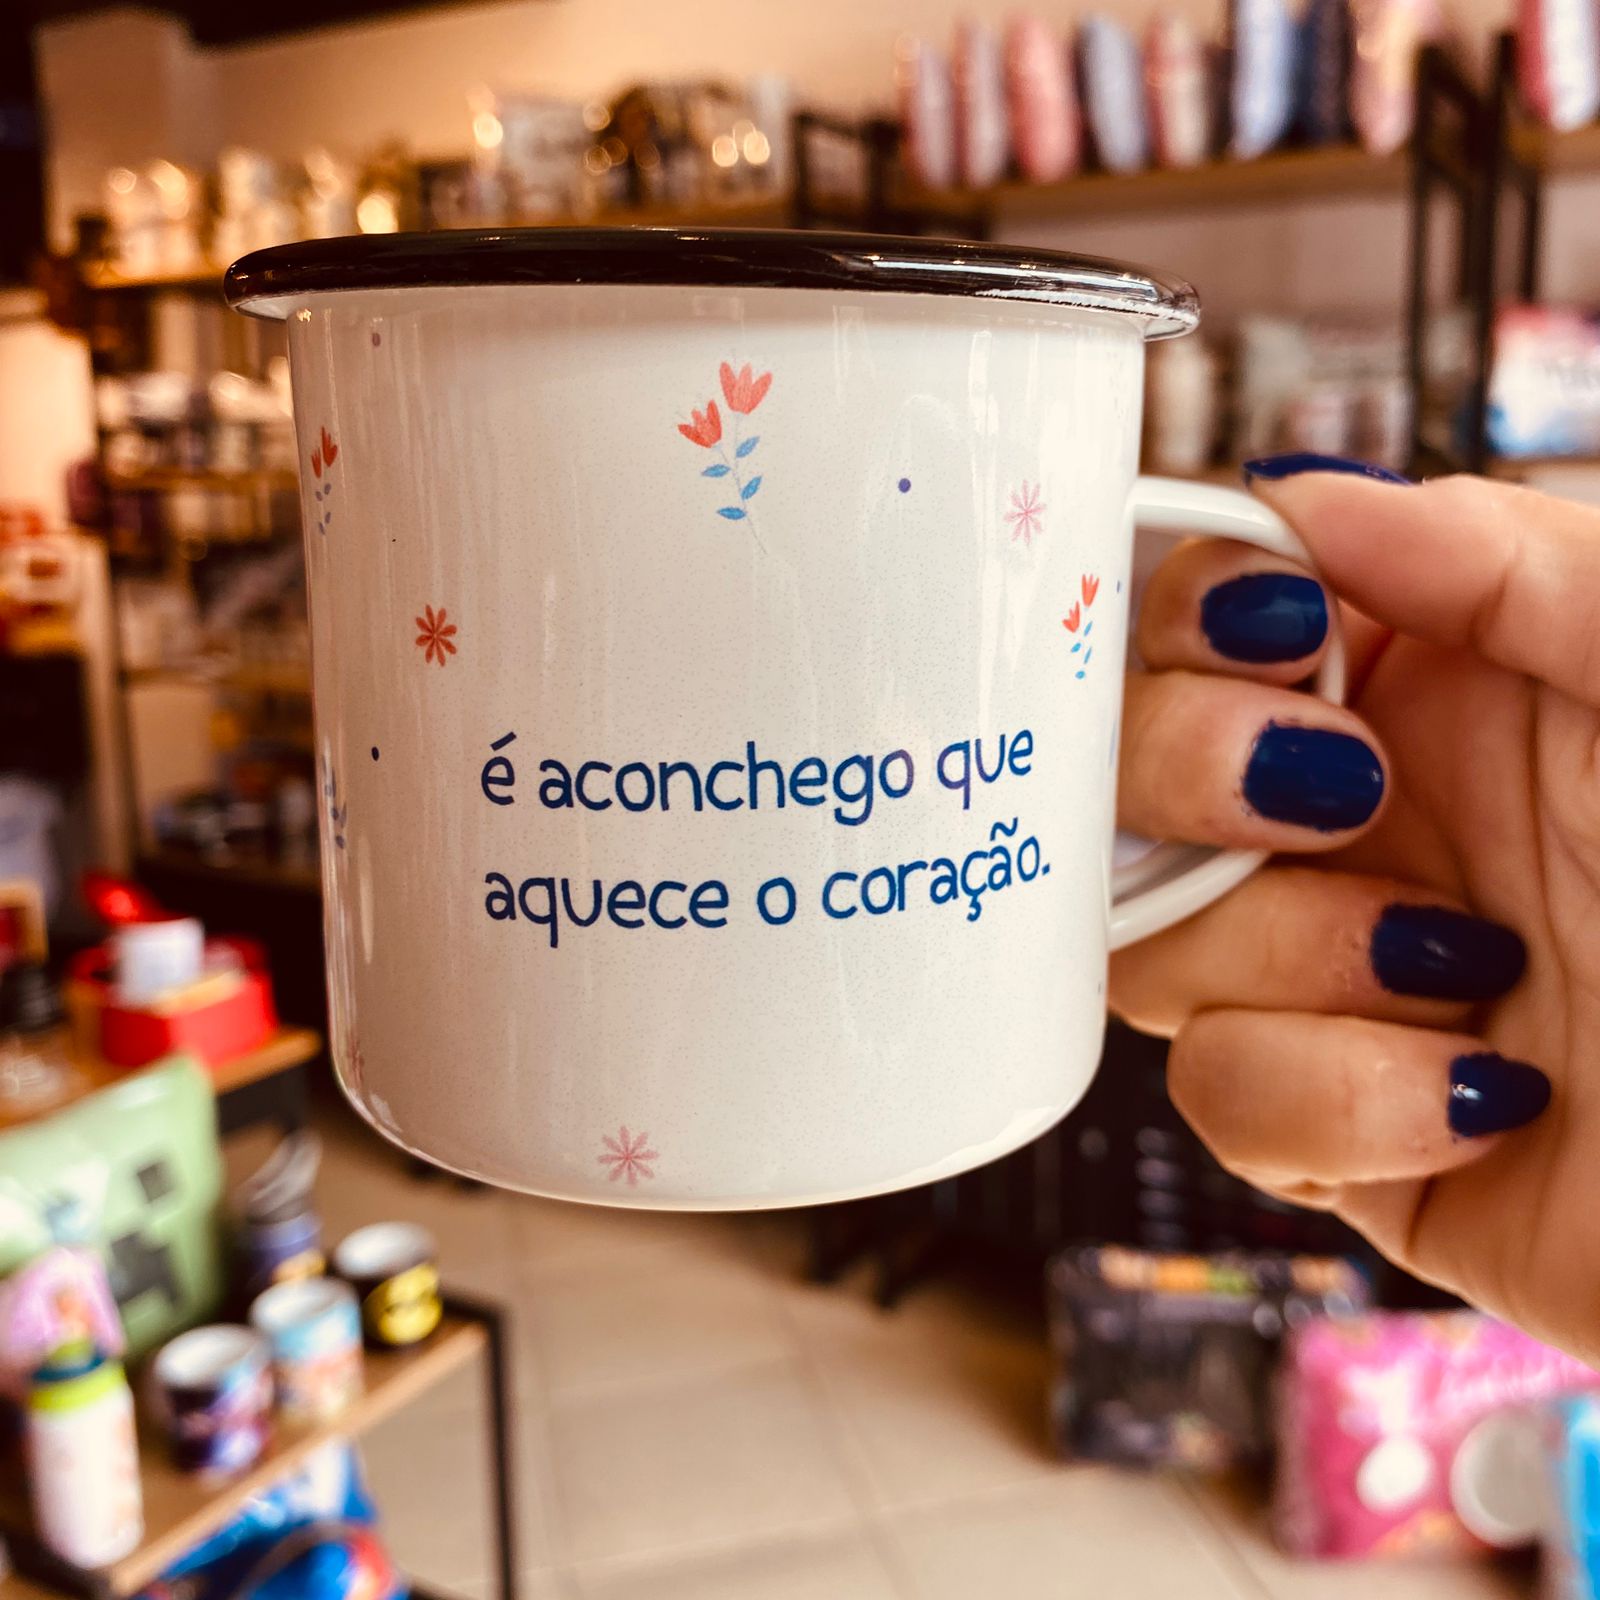 é aconchego que
aquece o coração.